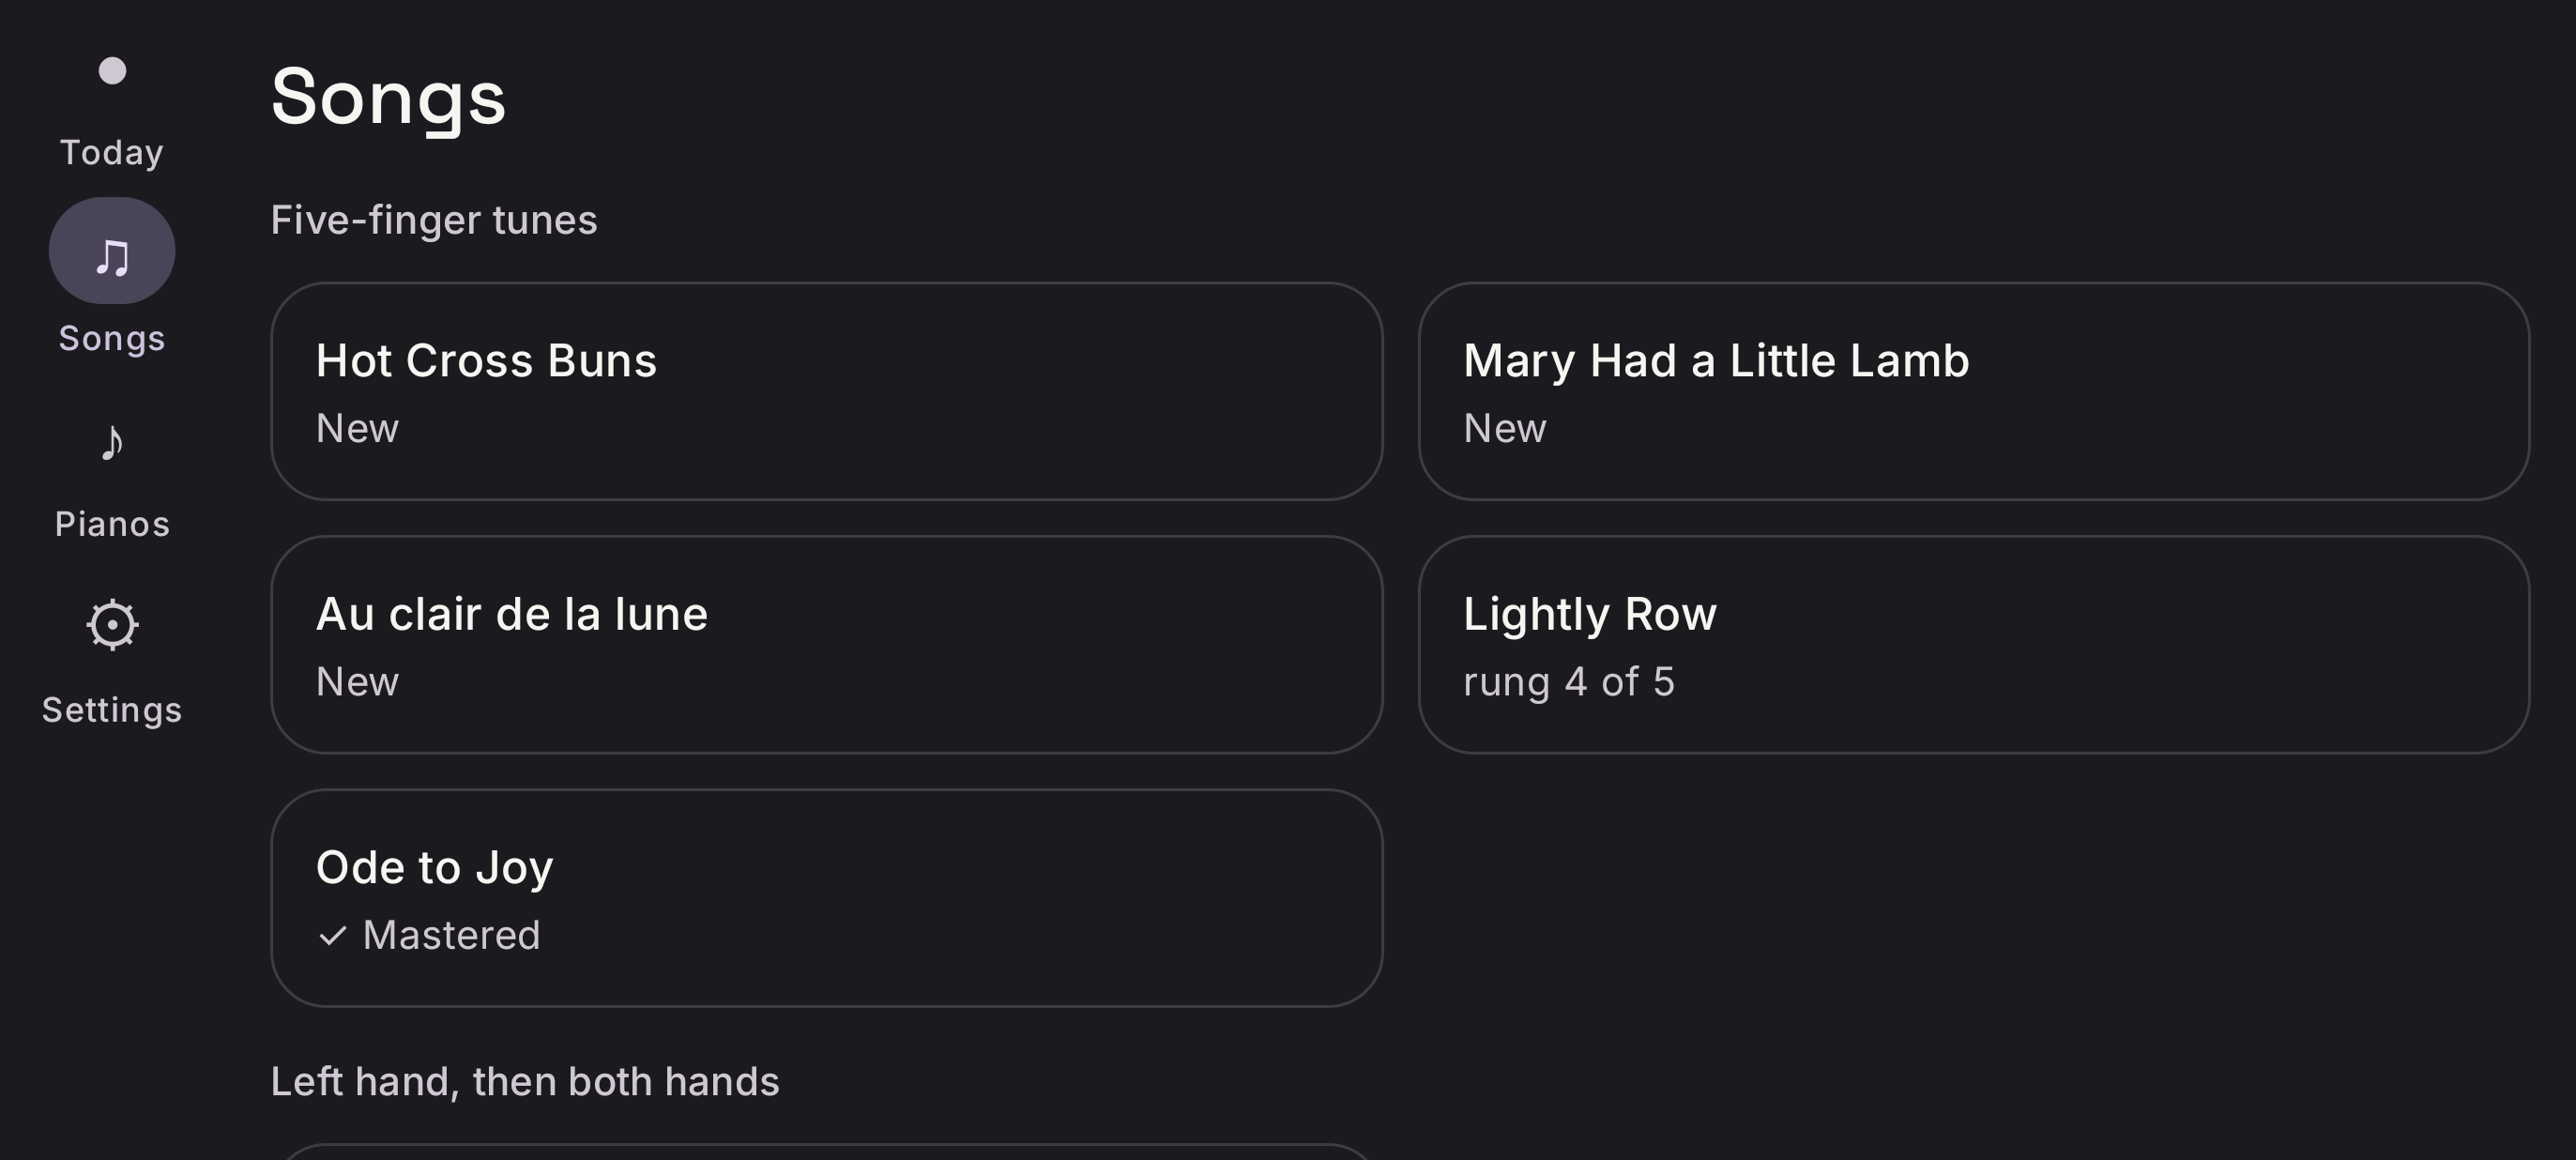 Today
Songs
Pianos
Settings
Songs
Five-finger tunes
Hot Cross Buns
New
Mary Had a Little Lamb
New
Au clair de la lune
New
Lightly Row
rung 4 of 5
Ode to Joy
✓ Mastered
Left hand, then both hands